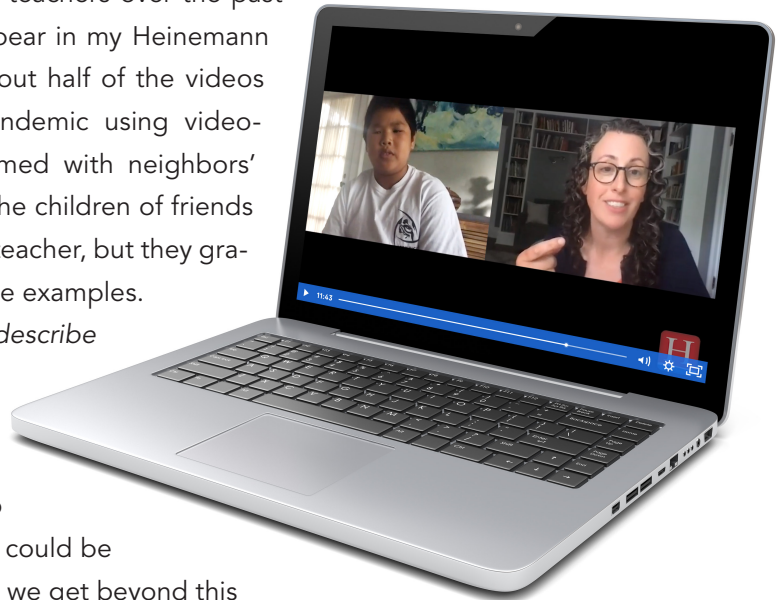 teachers over the past
pear in my Heinemann
out half of the videos
ndemic using video-
med with neighbors'
he children of friends
teacher, but they gra-
e examples.
describe
could be
we get beyond this
11:43
H